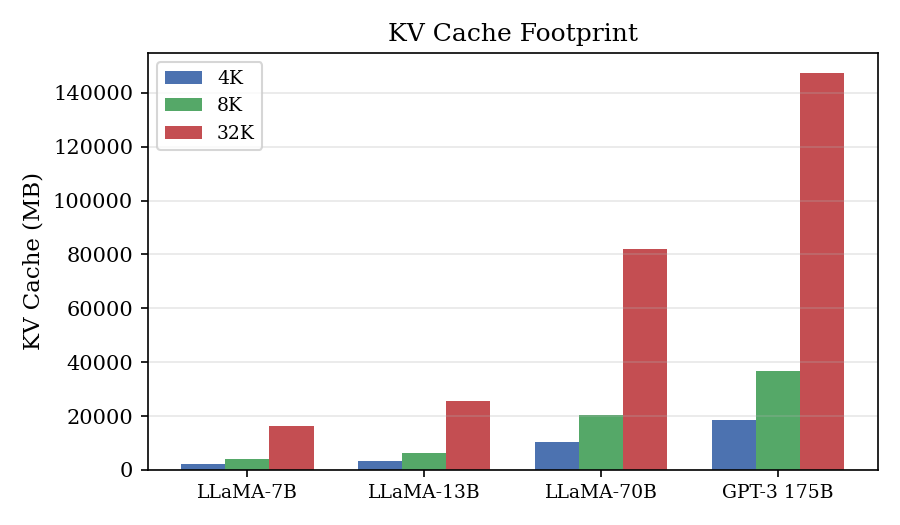 KV Cache Footprint
4K
8K
32K
KV Cache (MB)
140000
120000
100000
80000
60000
40000
20000
0
LLaMA-7B
LLaMA-13B
LLaMA-70B
GPT-3 175B